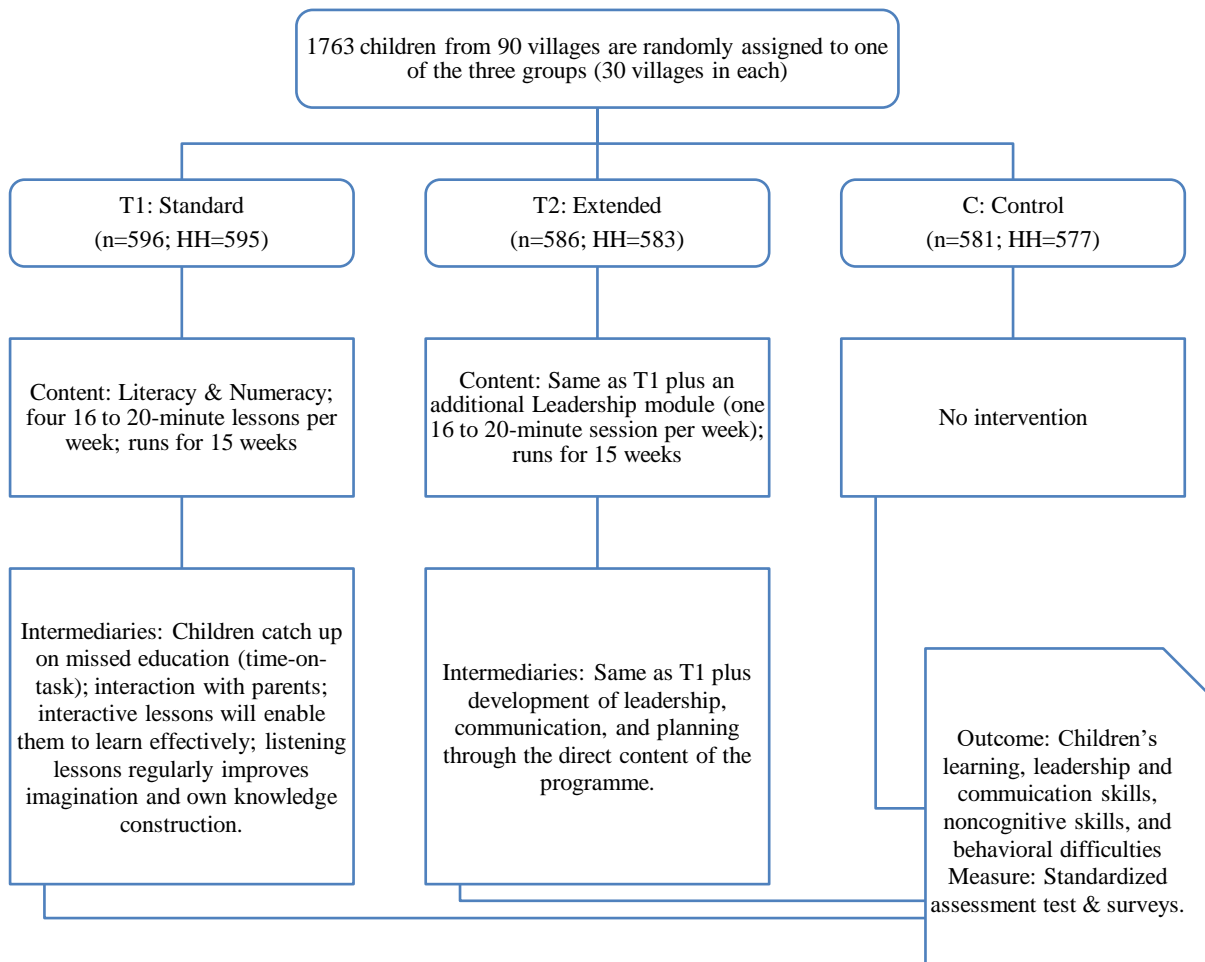 1763 children from 90 villages are randomly assigned to one
of the three groups (30 villages in each)
T1: Standard
(n=596; HH=595)
T2: Extended
(n=586; HH=583)
C: Control
(n=581; HH=577)
Content: Literacy & Numeracy;
four 16 to 20-minute lessons per
week; runs for 15 weeks
Content: Same as T1 plus an
additional Leadership module (one
16 to 20-minute session per week);
runs for 15 weeks
No intervention
Intermediaries: Children catch up
on missed education (time-on-
task); interaction with parents;
interactive lessons will enable
them to learn effectively; listening
lessons regularly improves
imagination and own knowledge
construction.
Intermediaries: Same as T1 plus
development of leadership,
communication, and planning
through the direct content of the
programme.
Outcome: Children’s
learning, leadership and
commuication skills,
noncognitive skills, and
behavioral difficulties
Measure: Standardized
assessment test & surveys.